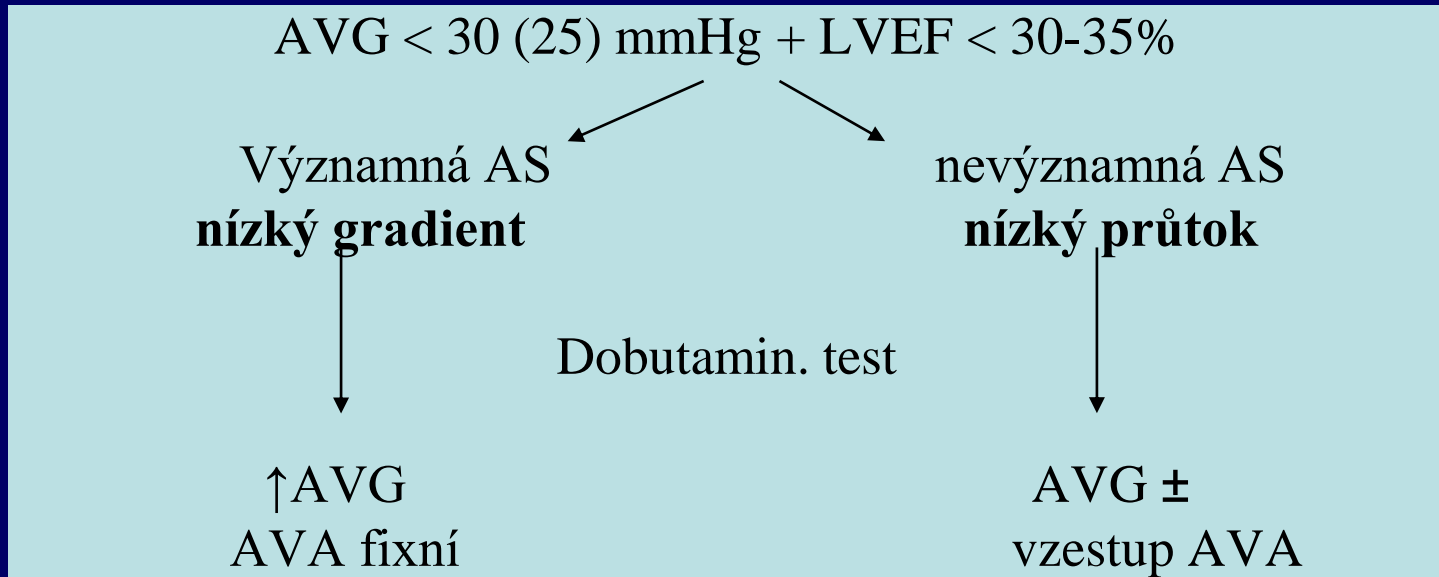 AVG < 30 (25) mmHg + LVEF < 30-35%
Významná AS
nízký gradient
nevýznamná AS
nízký průtok
Dobutamin. test
↑AVG
AVA fixní
AVG ±
vzestup AVA